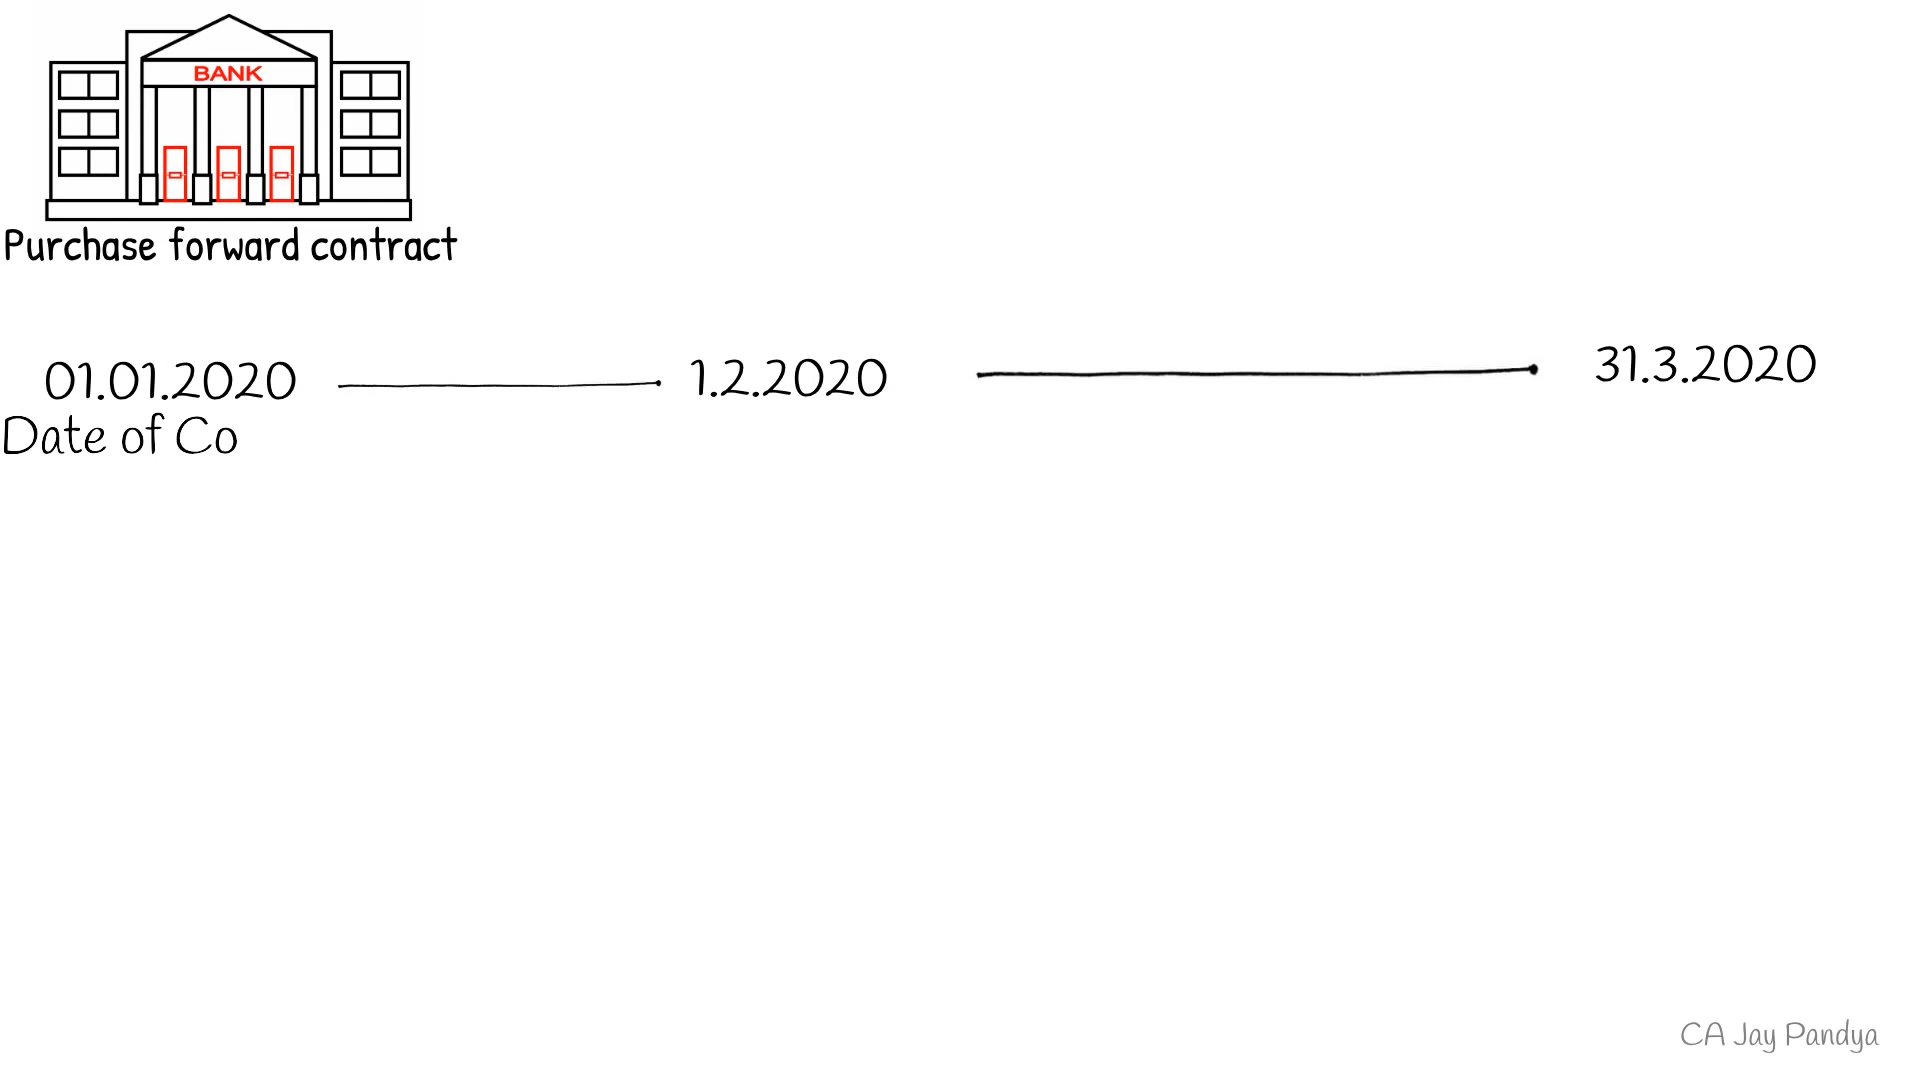 BANK
Purchase forward contract
01.01.2020 1.2.2020 31.3.2020
Date of Co
CA Jay Pandya